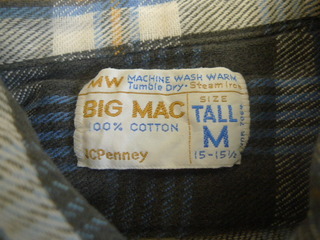 MW MACHINE WASH WARM
Tumble Dry - Steam Iron
BIG MAC
100% COTTON
JCPenney
SIZE
TALL
M
15-15½